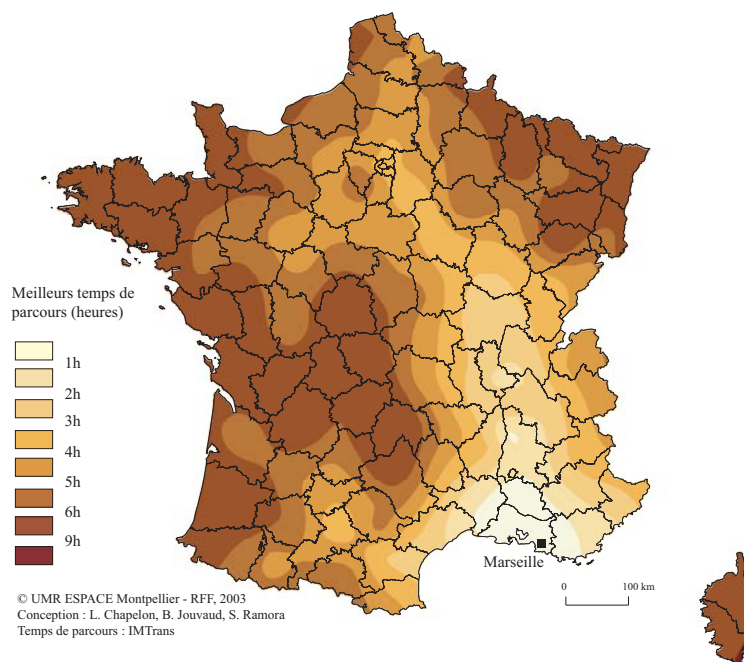 Meilleurs temps de
parcours (heures)
1h
2h
3h
4h
5h
6h
9h
Marseille
0 100 km
© UMR ESPACE Montpellier - RFF, 2003
Conception : L. Chapelon, B. Jouvaud, S. Ramora
Temps de parcours : IMTrans